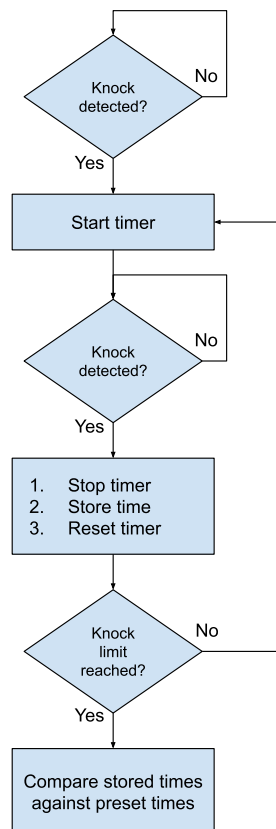 Knock
detected?
No
Yes
Start timer
Knock
detected?
No
Yes
1. Stop timer
2. Store time
3. Reset timer
Knock
limit
reached?
No
Yes
Compare stored times
against preset times